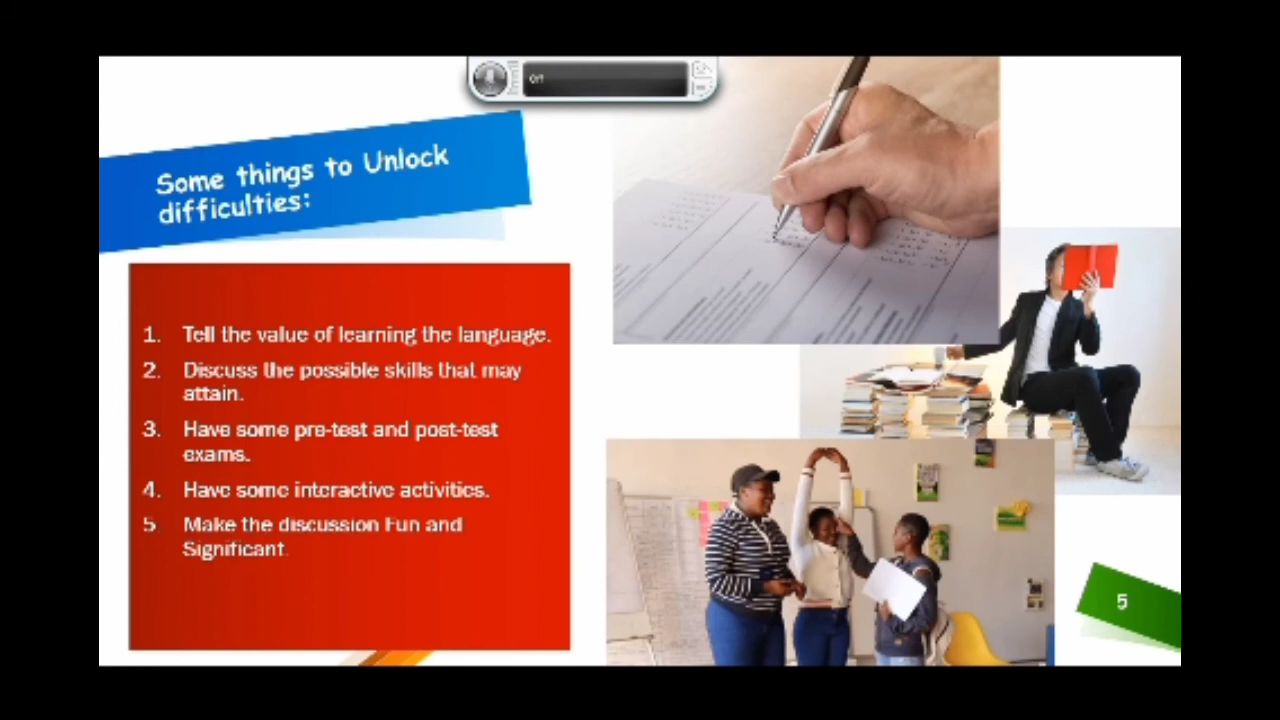 Off
Some things to Unlock
difficulties:
1. Tell the value of learning the language.
2. Discuss the possible skills that may
attain.
3. Have some pre-test and post-test
exams.
4. Have some interactive activities.
5. Make the discussion Fun and
Significant.
5